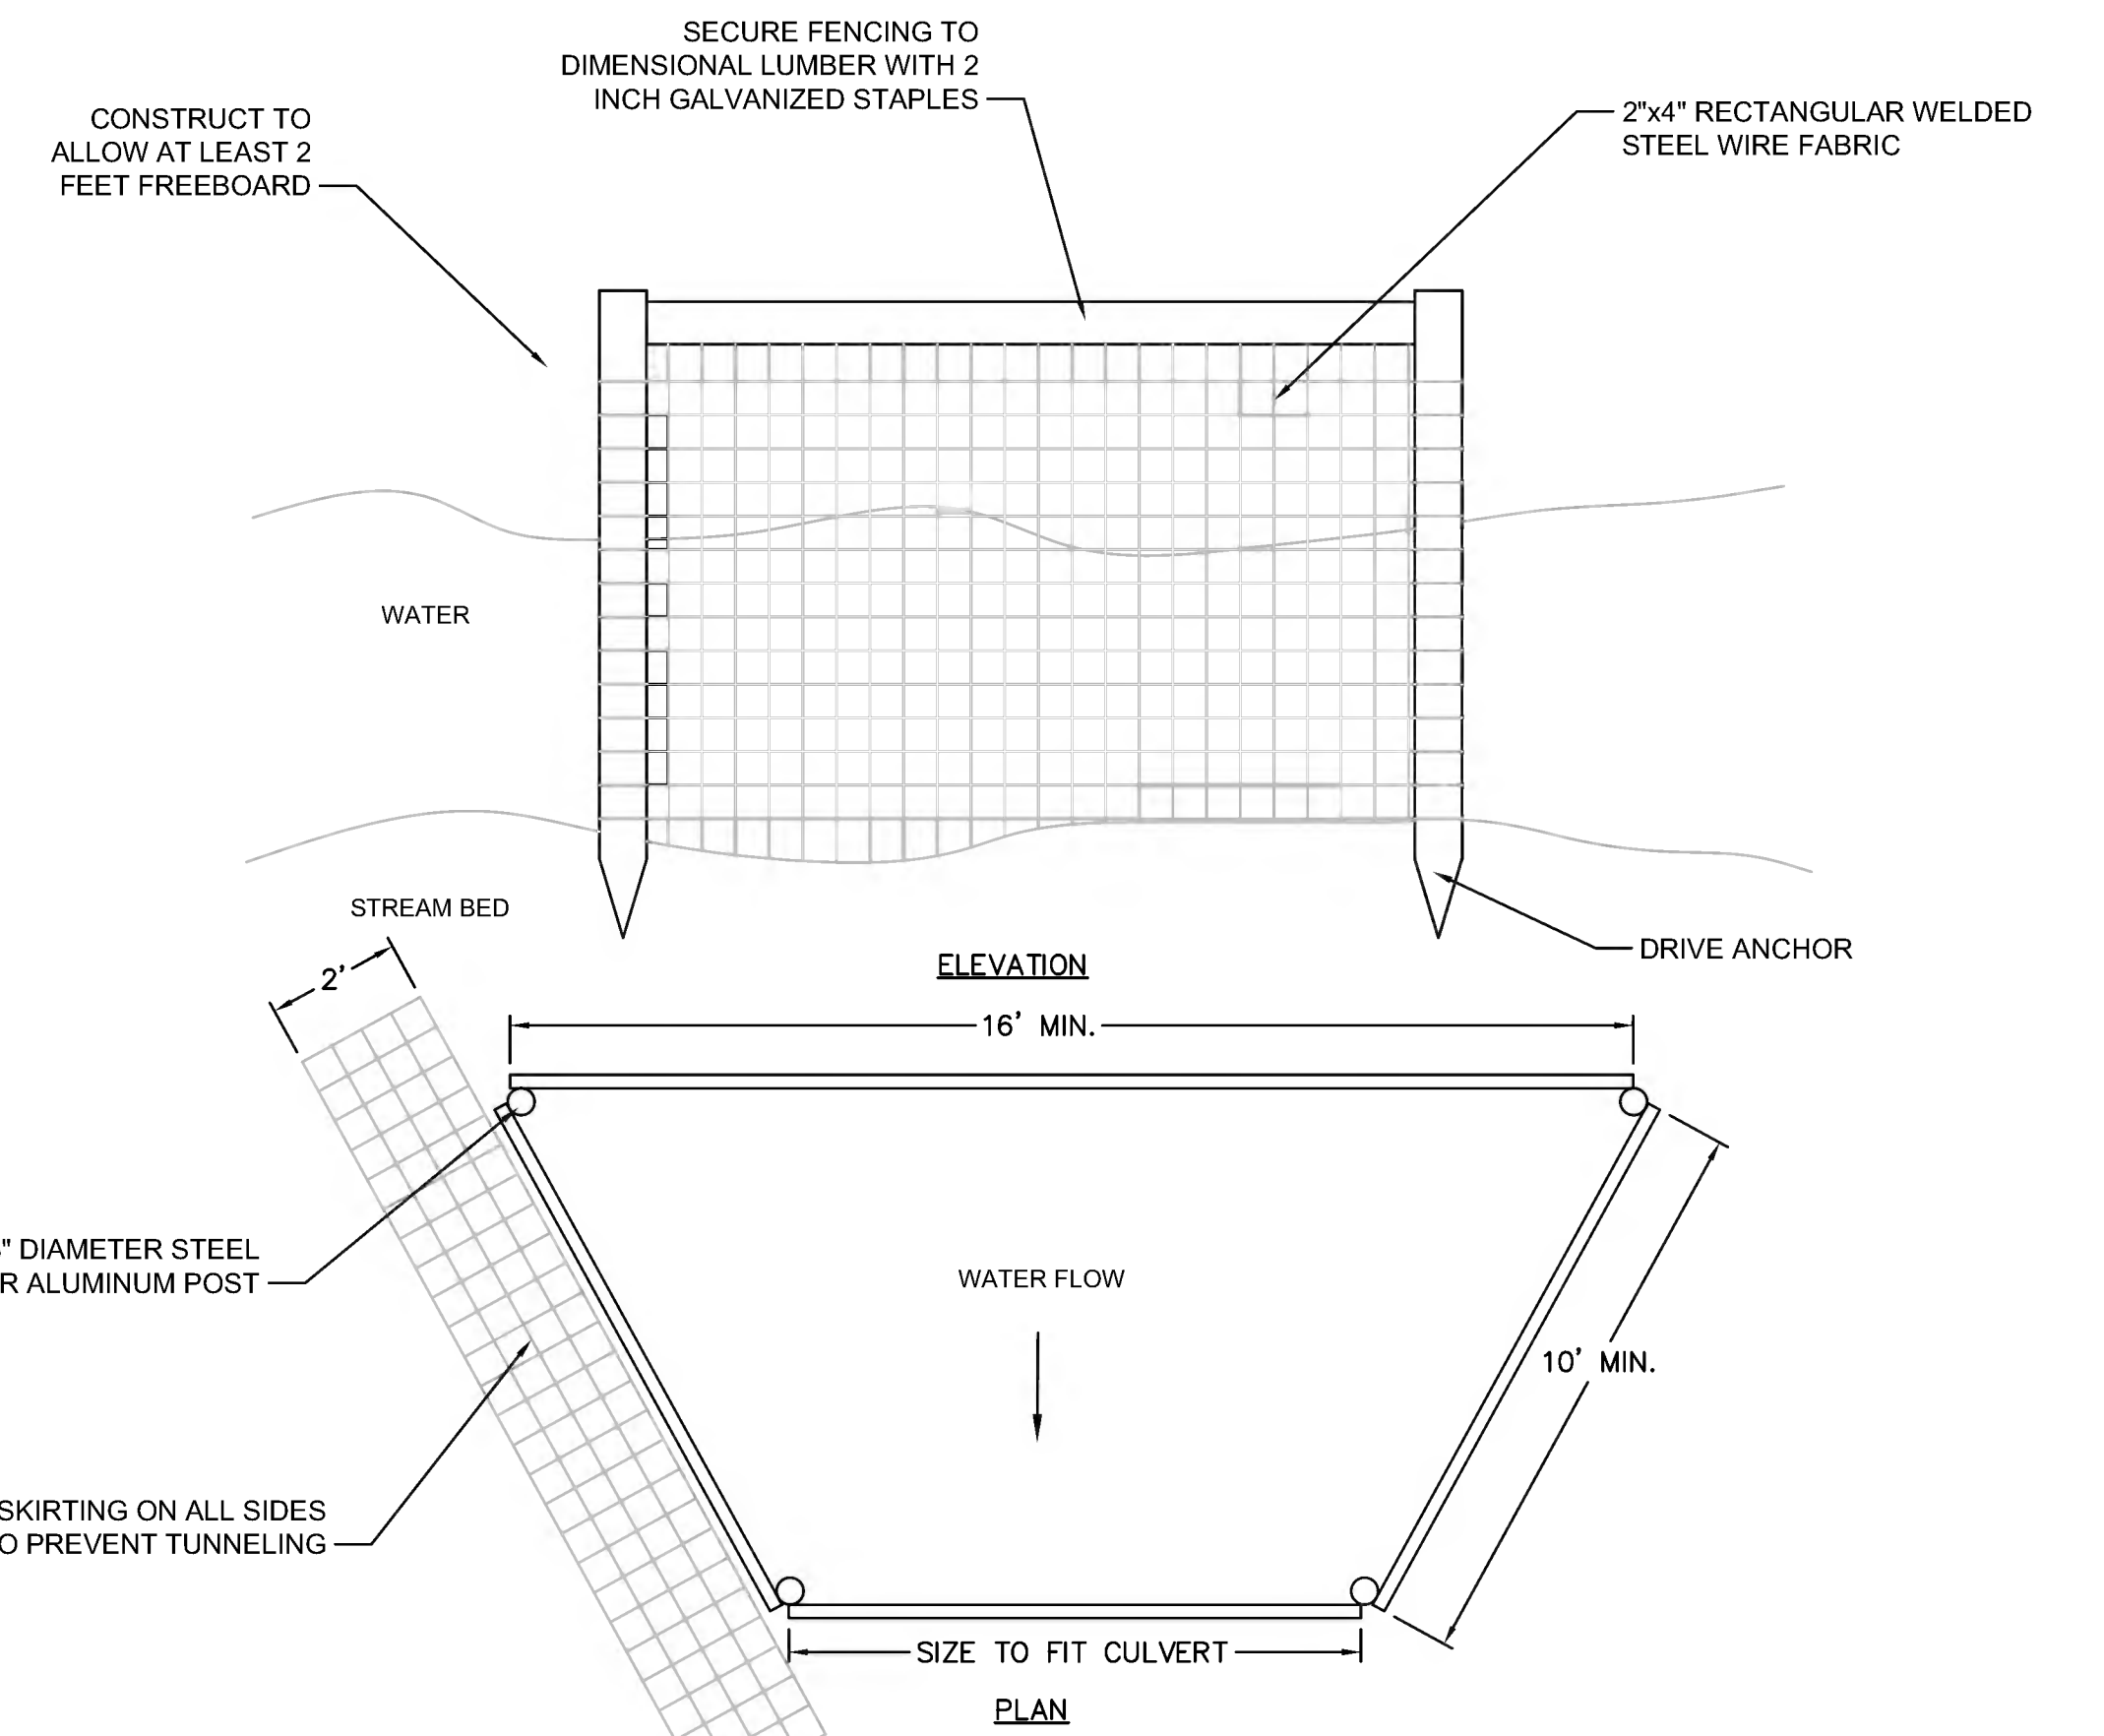 SECURE FENCING TO
DIMENSIONAL LUMBER WITH 2
INCH GALVANIZED STAPLES
CONSTRUCT TO
ALLOW AT LEAST 2
FEET FREEBOARD
2"x4" RECTANGULAR WELDED
STEEL WIRE FABRIC
WATER
STREAM BED
DRIVE ANCHOR
ELEVATION
2'
16' MIN.
" DIAMETER STEEL
R ALUMINUM POST
WATER FLOW
10' MIN.
SKIRTING ON ALL SIDES
O PREVENT TUNNELING
SIZE TO FIT CULVERT
PLAN